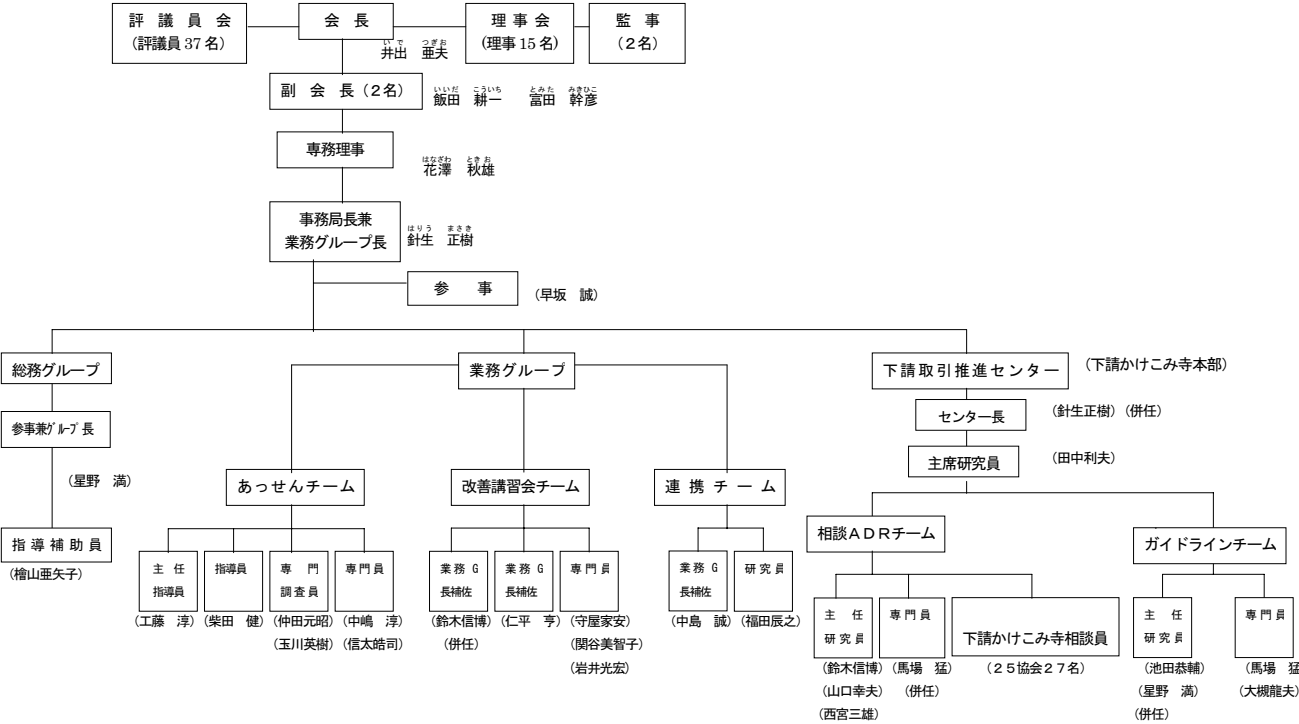 評議員会
(評議員37名)
会長
理事会
(理事15名)
監事
(2名)
いで つぎお
井出 亜夫
副会長(2名)
いいだ こういち とみた みきひこ
飯田 耕一 富田 幹彦
専務理事
はなざわ ときお
花澤 秋雄
事務局長兼
業務グループ長
はりう まさき
針生 正樹
参事
(早坂 誠)
総務グループ
業務グループ
下請取引推進センター
(下請かけこみ寺本部)
参事兼グループ長
センター長
(針生正樹)(併任)
(星野 満)
主席研究員
(田中利夫)
あっせんチーム
改善講習会チーム
連携チーム
相談ADRチーム
ガイドラインチーム
指導補助員
(檜山亜矢子)
主任
指導員
(工藤 淳)
指導員
(柴田 健)
専門
調査員
(仲田元昭)
(玉川英樹)
専門員
(中嶋 淳)
(信太皓司)
業務G
長補佐
(鈴木信博)
(併任)
業務G
長補佐
(仁平 亨)
専門員
(守屋家安)
(関谷美智子)
(岩井光宏)
業務G
長補佐
(中島 誠)
研究員
(福田辰之)
主任
研究員
(鈴木信博)
(山口幸夫)
(西宮三雄)
専門員
(馬場 猛)
(併任)
下請かけこみ寺相談員
(25協会27名)
主任
研究員
(池田恭輔)
(星野 満)
(併任)
専門員
(馬場 猛
(大槻龍夫)